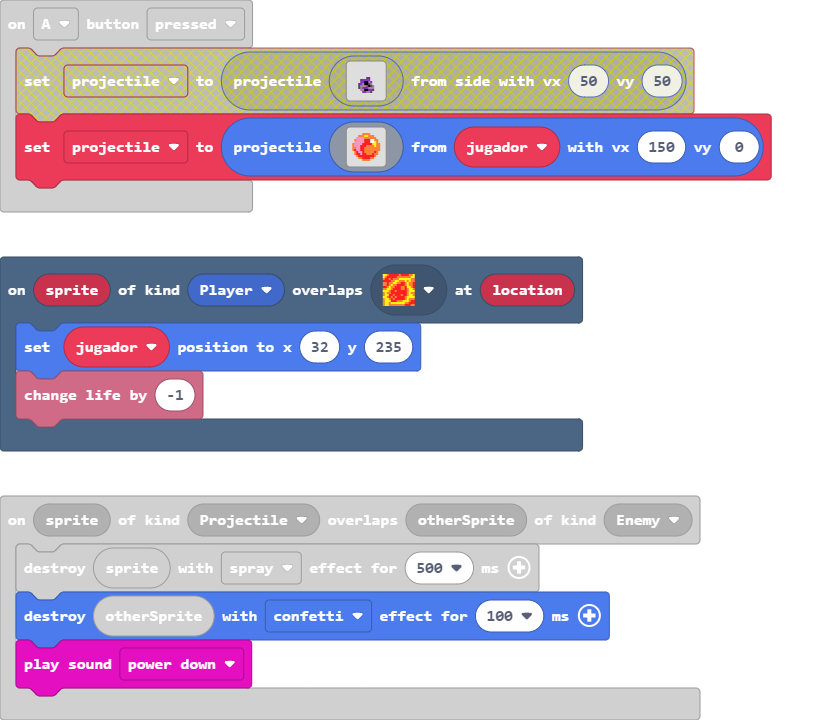 on A button pressed
set projectile to projectile from side with vx 50 vy 50
set projectile to projectile from jugador with vx 150 vy 0
on sprite of kind Player overlaps at location
set jugador position to x 32 y 235
change life by -1
on sprite of kind Projectile overlaps otherSprite of kind Enemy
destroy sprite with spray effect for 500 ms
destroy otherSprite with confetti effect for 100 ms
play sound power down